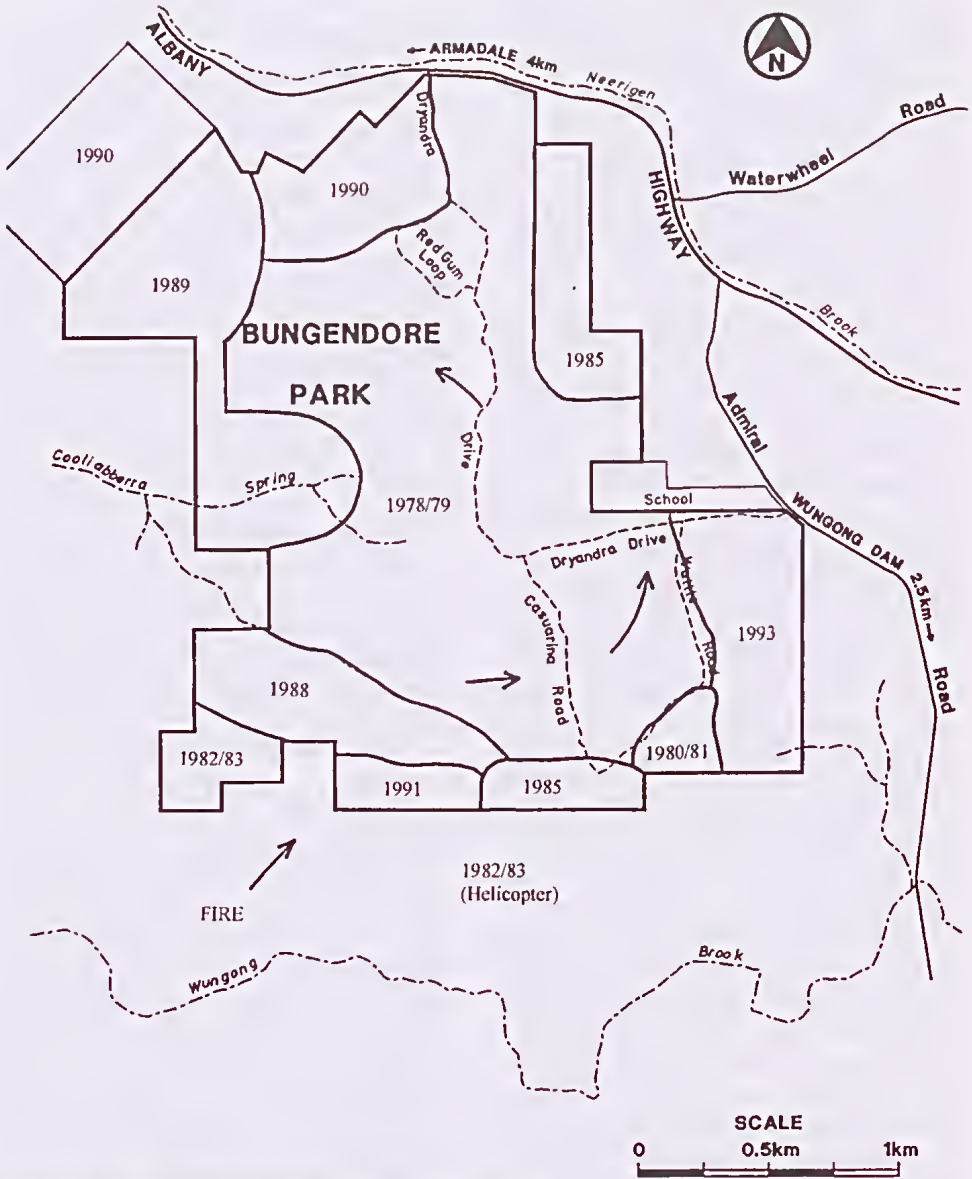 ALBANY
← ARMADALE 4km
Neerigen
N
Road
Waterwheel
HIGHWAY
Dryandra
1990
1990
Red Gum
Loop
1989
BUNGENDORE
PARK
1985
Brook
Admiral
Drive
Cooliabberra
Spring
1978/79
School
WUNGONG DAM 2.5km →
Dryandra Drive
Road
Casuarina
Road
1993
Road
1988
1982/83
1980/81
1991
1985
1982/83
(Helicopter)
FIRE
Wungong
Brook
SCALE
0 0.5km 1km